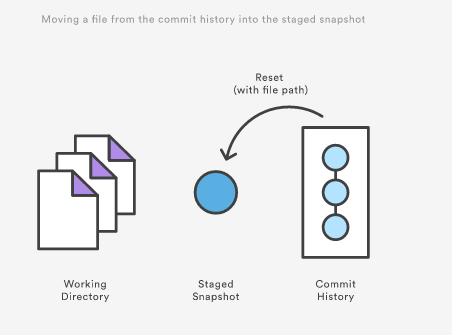 Moving a file from the commit history into the staged snapshot
Reset
(with file path)
Working
Directory
Staged
Snapshot
Commit
History